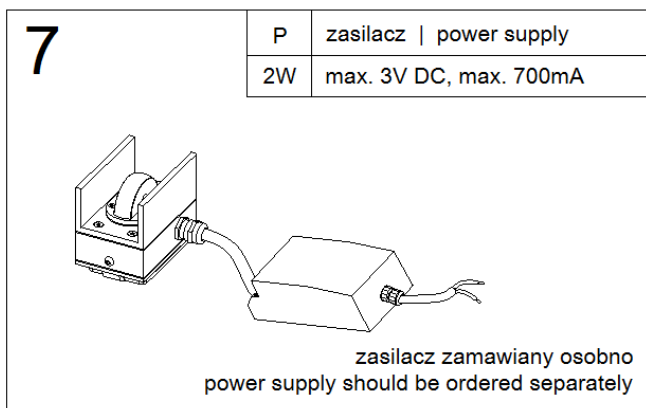 7
P zasilacz | power supply
2W max. 3V DC, max. 700mA
zasilacz zamawiany osobno
power supply should be ordered separately